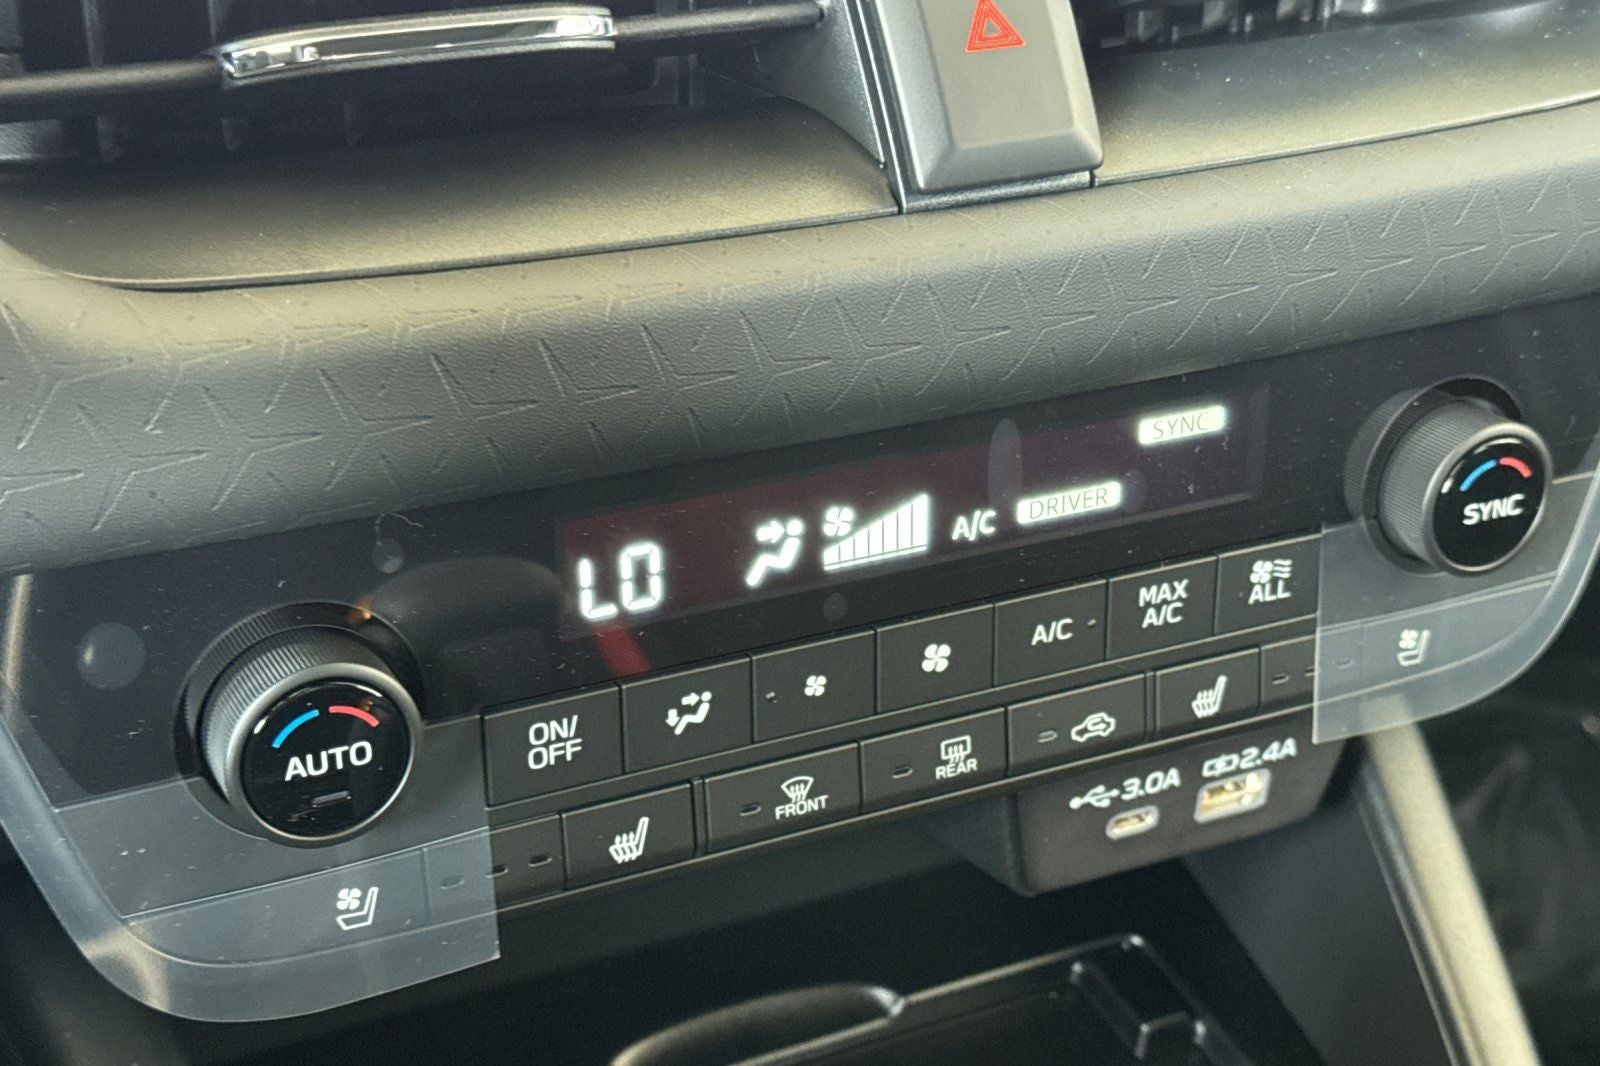 SYNC
LO A/C DRIVER
SYNC
AUTO
ON/
OFF
A/C
MAX
A/C
ALL
FRONT
REAR
3.0A
2.4A